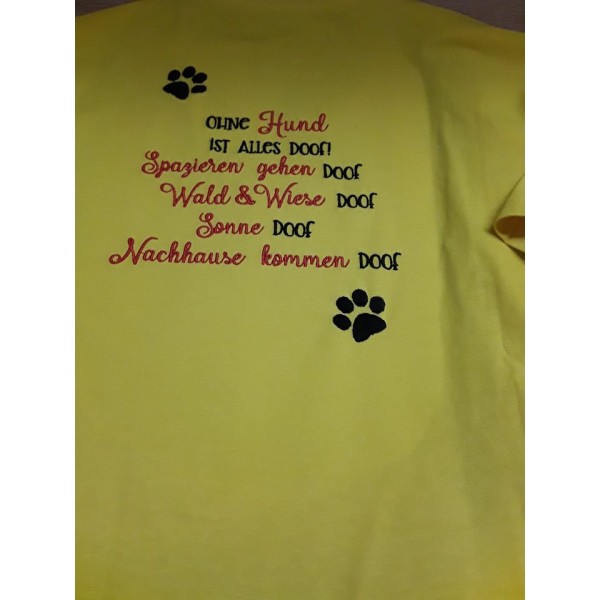 OHNE Hund
IST ALLES DOOF!
Spazieren gehen DOOF
Wald & Wiese DOOF
Sonne DOOF
Nachhause kommen DOOF